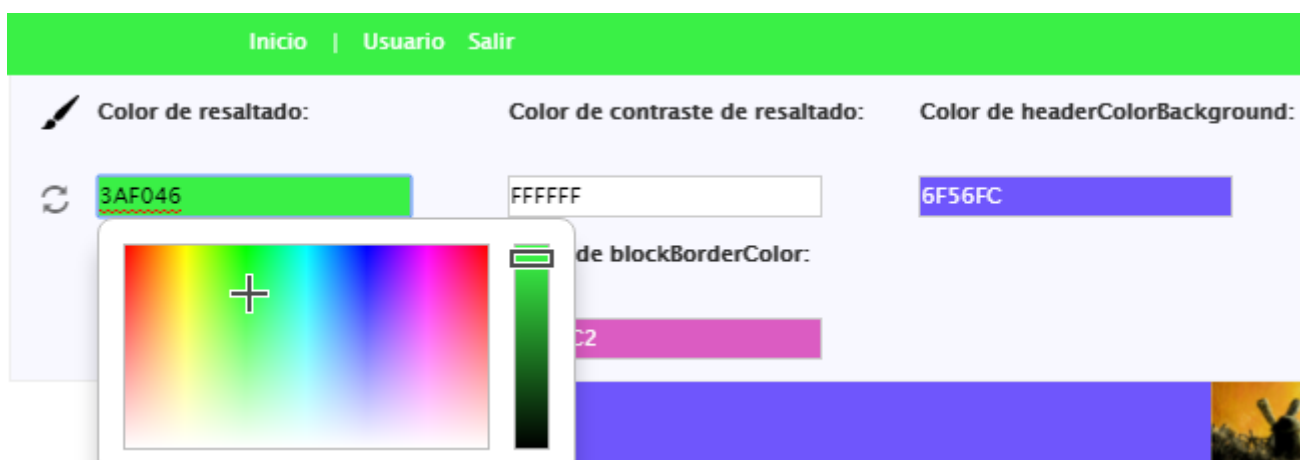 Inicio | Usuario Salir
Color de resaltado: Color de contraste de resaltado: Color de headerColorBackground:
3AF046 FFFFFF 6F56FC
de blockBorderColor:
C2